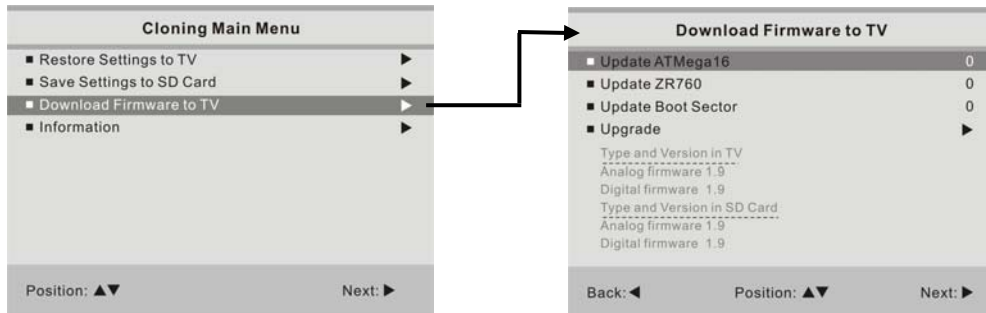 Cloning Main Menu
■ Restore Settings to TV ▶
■ Save Settings to SD Card ▶
■ Download Firmware to TV ▶
■ Information ▶
Position: ▲▼ Next: ▶
Download Firmware to TV
■ Update ATMega16 0
■ Update ZR760 0
■ Update Boot Sector 0
■ Upgrade ▶
Type and Version in TV
Analog firmware 1.9
Digital firmware 1.9
Type and Version in SD Card
Analog firmware 1.9
Digital firmware 1.9
Back: ◀ Position: ▲▼ Next: ▶